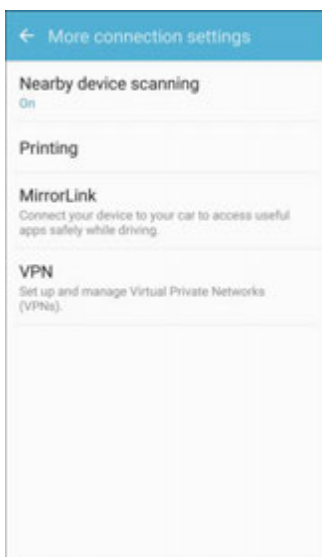 More connection settings
Nearby device scanning
On
Printing
MirrorLink
Connect your device to your car to access useful
apps safely while driving.
VPN
Set up and manage Virtual Private Networks
(VPNs).